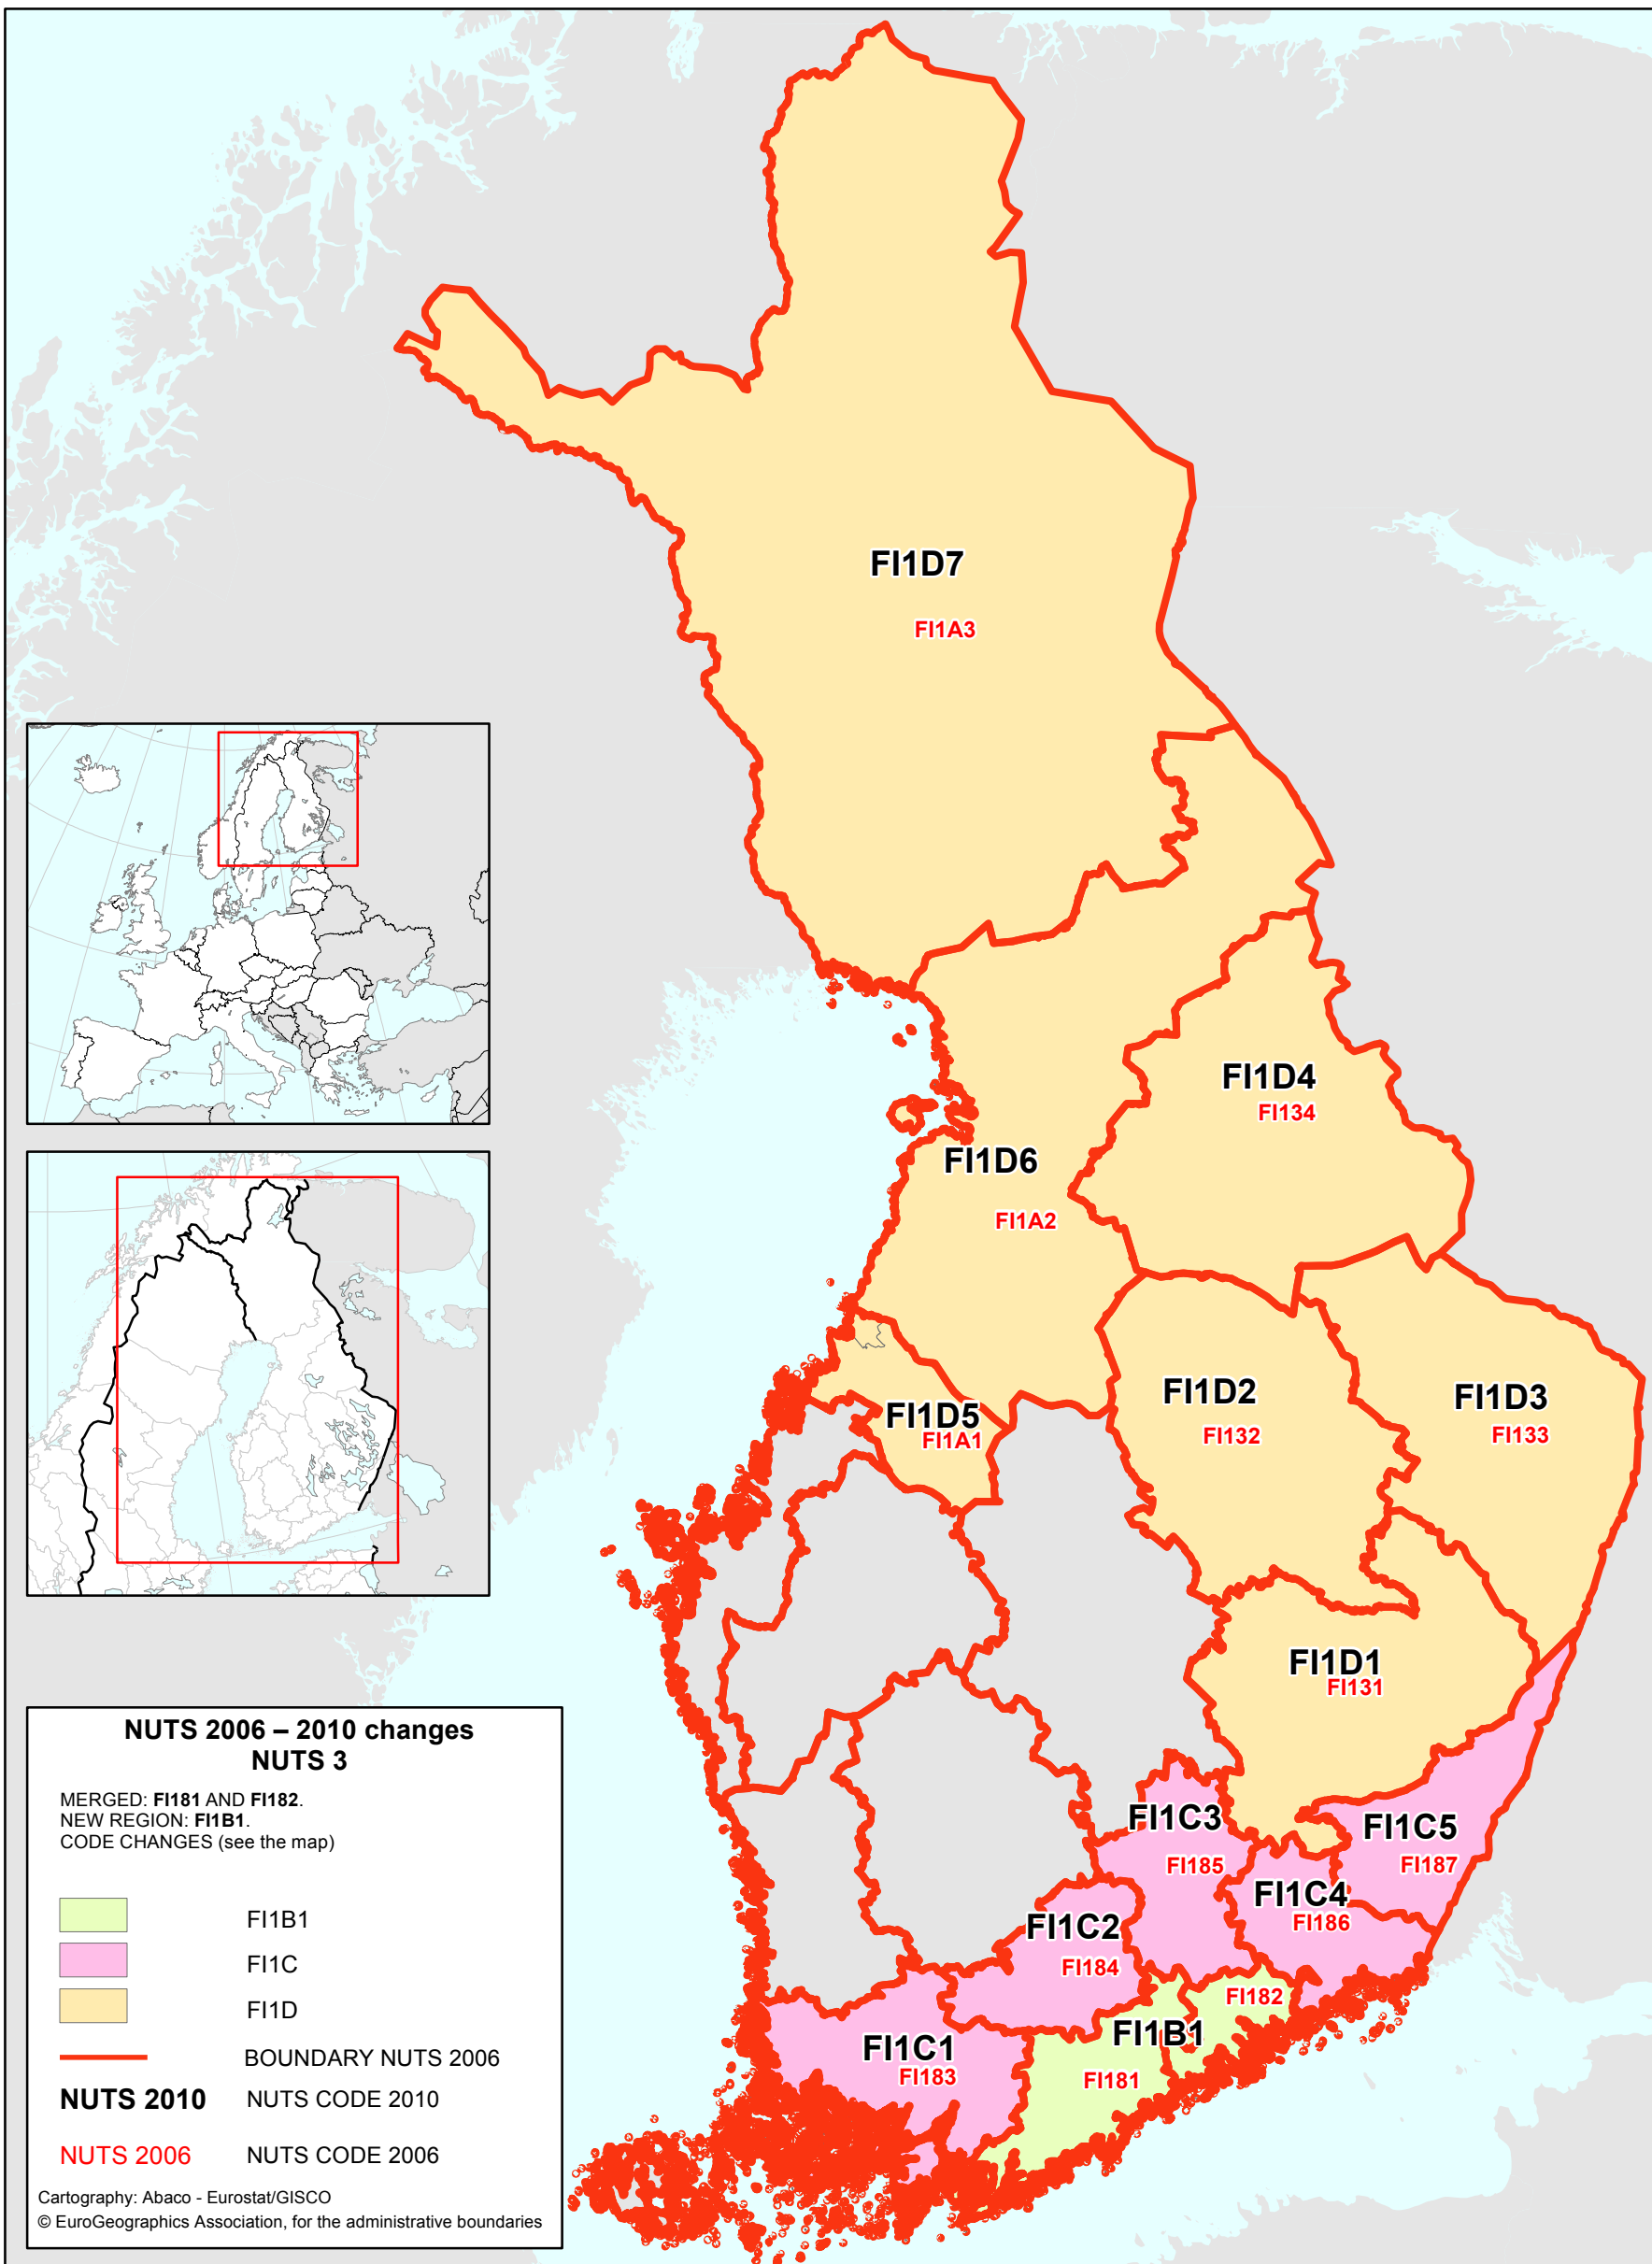 FI1D7
FI1A3
FI1D4
FI134
FI1D6
FI1A2
FI1D2
FI132
FI1D3
FI133
FI1D5
FI1A1
FI1D1
FI131
FI1C3
FI185
FI1C5
FI187
FI1C4
FI186
FI1C2
FI184
FI182
FI1B1
FI181
FI1C1
FI183
NUTS 2006 – 2010 changes
NUTS 3
MERGED: FI181 AND FI182.
NEW REGION: FI1B1.
CODE CHANGES (see the map)
FI1B1
FI1C
FI1D
BOUNDARY NUTS 2006
NUTS 2010 NUTS CODE 2010
NUTS 2006 NUTS CODE 2006
Cartography: Abaco - Eurostat/GISCO
© EuroGeographics Association, for the administrative boundaries